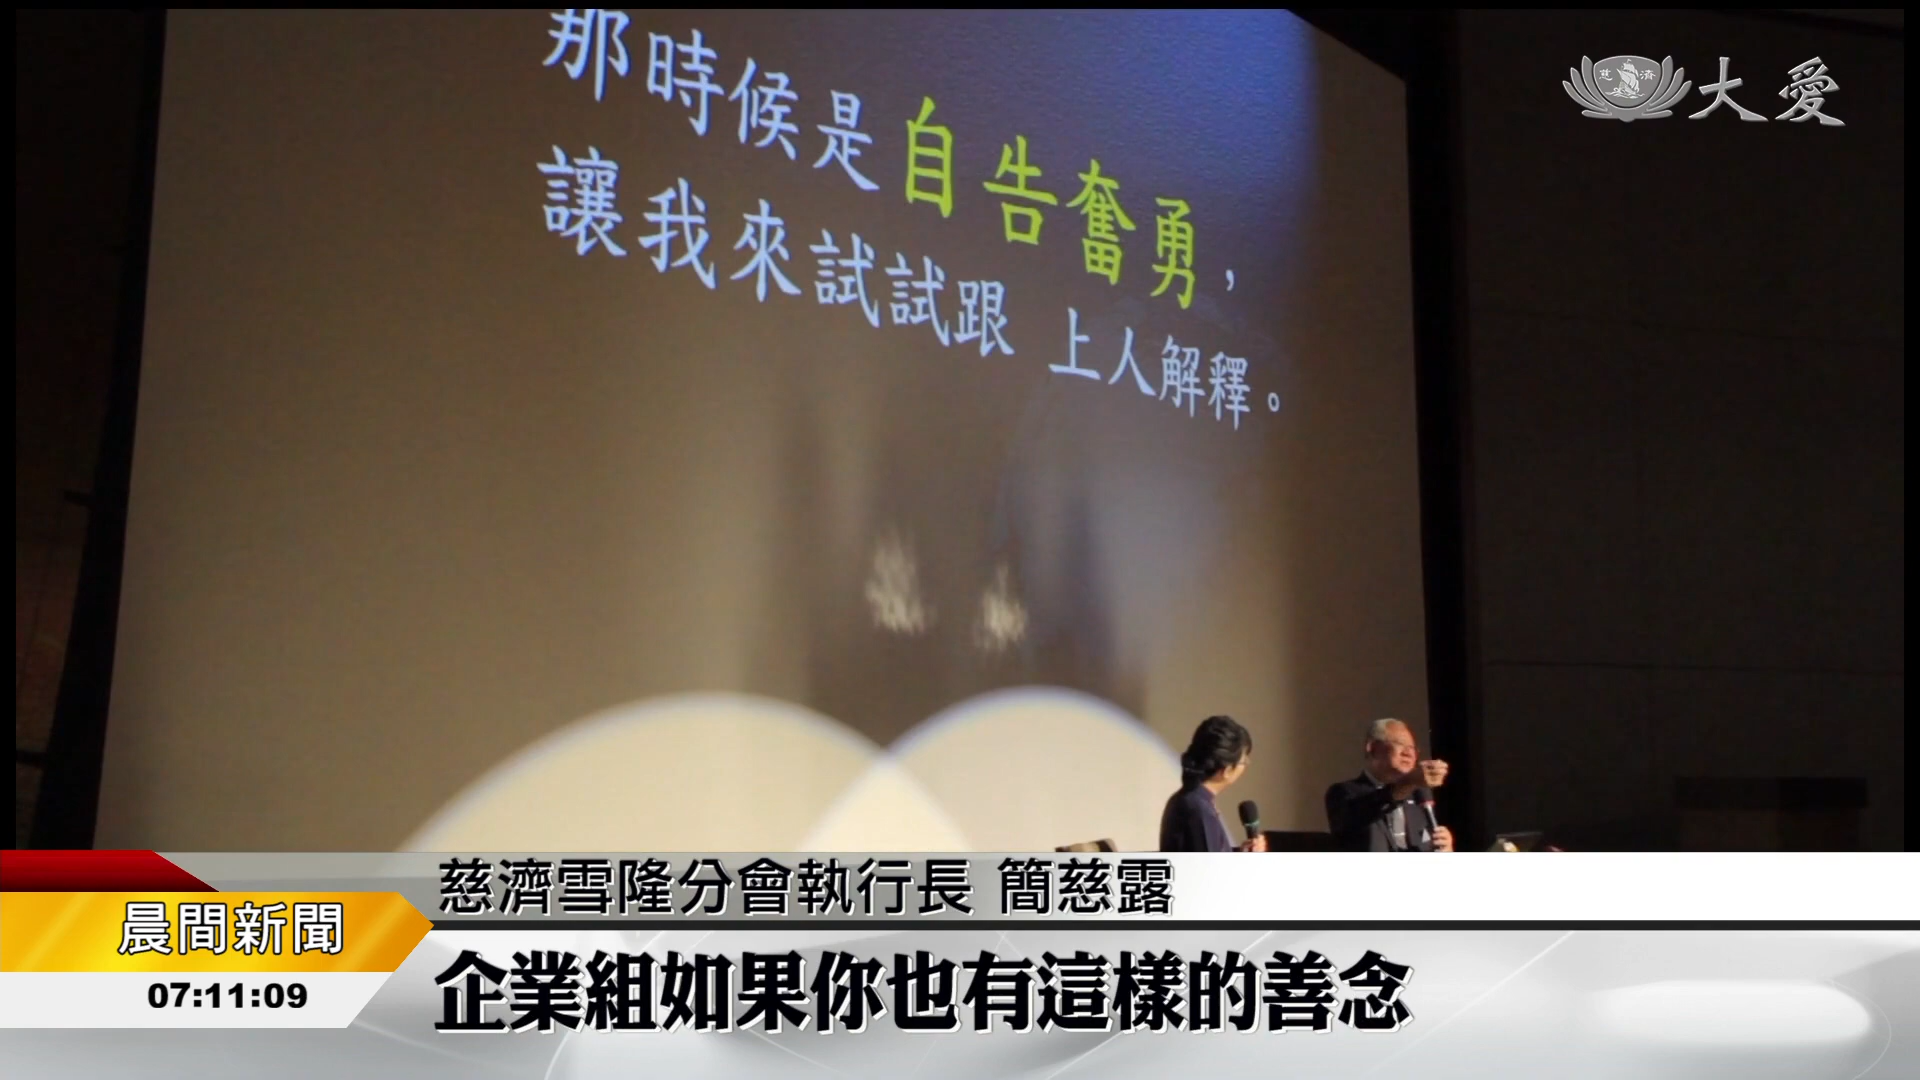 那時候是自告奮勇，
讓我來試試跟 上人解釋。
慈濟
大愛
慈濟雪隆分會執行長 簡慈露
晨間新聞
07:11:09
企業組如果你也有這樣的善念